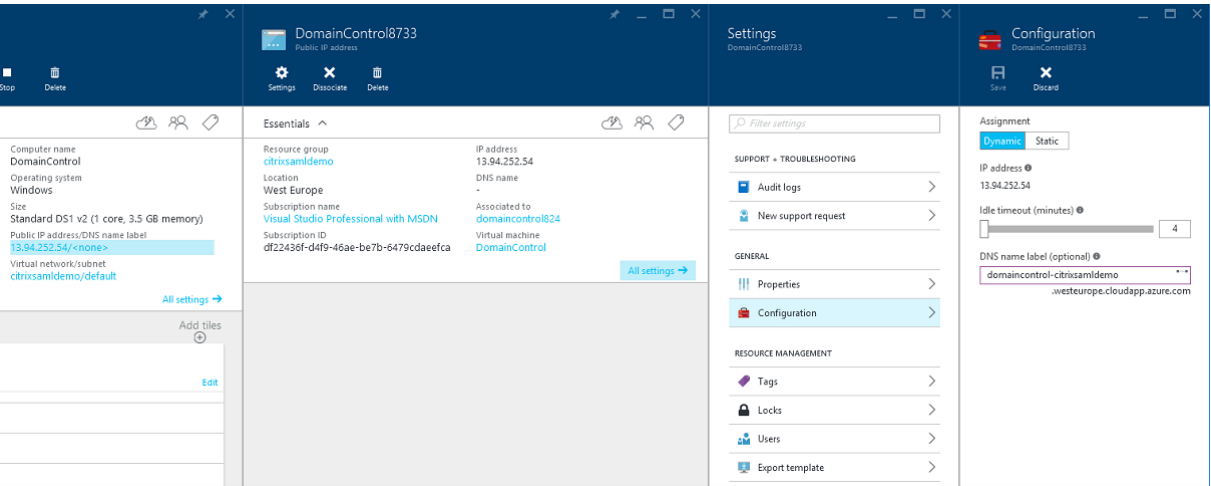 Stop
Delete
Computer name
DomainControl
Operating system
Windows
Size
Standard DS1 v2 (1 core, 3.5 GB memory)
Public IP address/DNS name label
13.94.252.54/<none>
Virtual network/subnet
citrixsamldemo/default
All settings →
Add tiles
Edit
DomainControl8733
Public IP address
Settings
Dissociate
Delete
Essentials
Resource group
citrixsamldemo
Location
West Europe
Subscription name
Visual Studio Professional with MSDN
Subscription ID
df22436f-d4f9-46ae-be7b-6479cdaeefca
IP address
13.94.252.54
DNS name
-
Associated to
domaincontrol824
Virtual machine
DomainControl
All settings →
Settings
DomainControl8733
Filter settings
SUPPORT + TROUBLESHOOTING
Audit logs
New support request
GENERAL
Properties
Configuration
RESOURCE MANAGEMENT
Tags
Locks
Users
Export template
Configuration
DomainControl8733
Save
Discard
Assignment
Dynamic
Static
IP address
13.94.252.54
Idle timeout (minutes)
4
DNS name label (optional)
domaincontrol-citrixsamldemo
.westeurope.cloudapp.azure.com